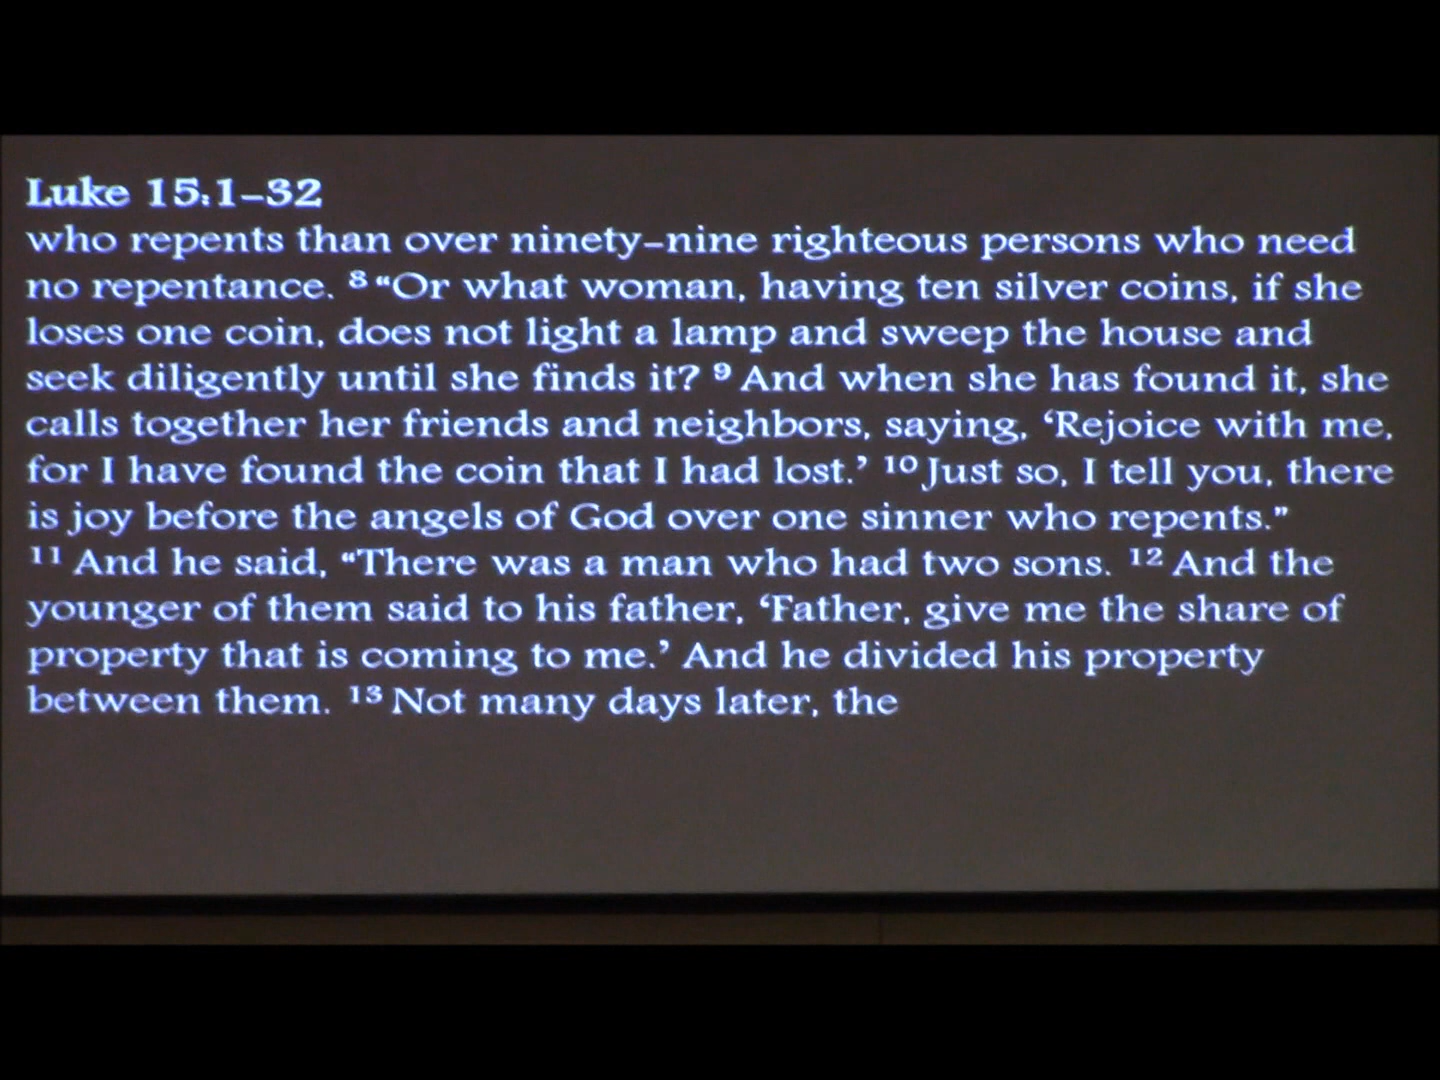 Luke 15:1–32
who repents than over ninety–nine righteous persons who need
no repentance. 8 “Or what woman, having ten silver coins, if she
loses one coin, does not light a lamp and sweep the house and
seek diligently until she finds it? 9 And when she has found it, she
calls together her friends and neighbors, saying, ‘Rejoice with me,
for I have found the coin that I had lost.’ 10 Just so, I tell you, there
is joy before the angels of God over one sinner who repents.”
11 And he said, “There was a man who had two sons. 12 And the
younger of them said to his father, ‘Father, give me the share of
property that is coming to me.’ And he divided his property
between them. 13 Not many days later, the